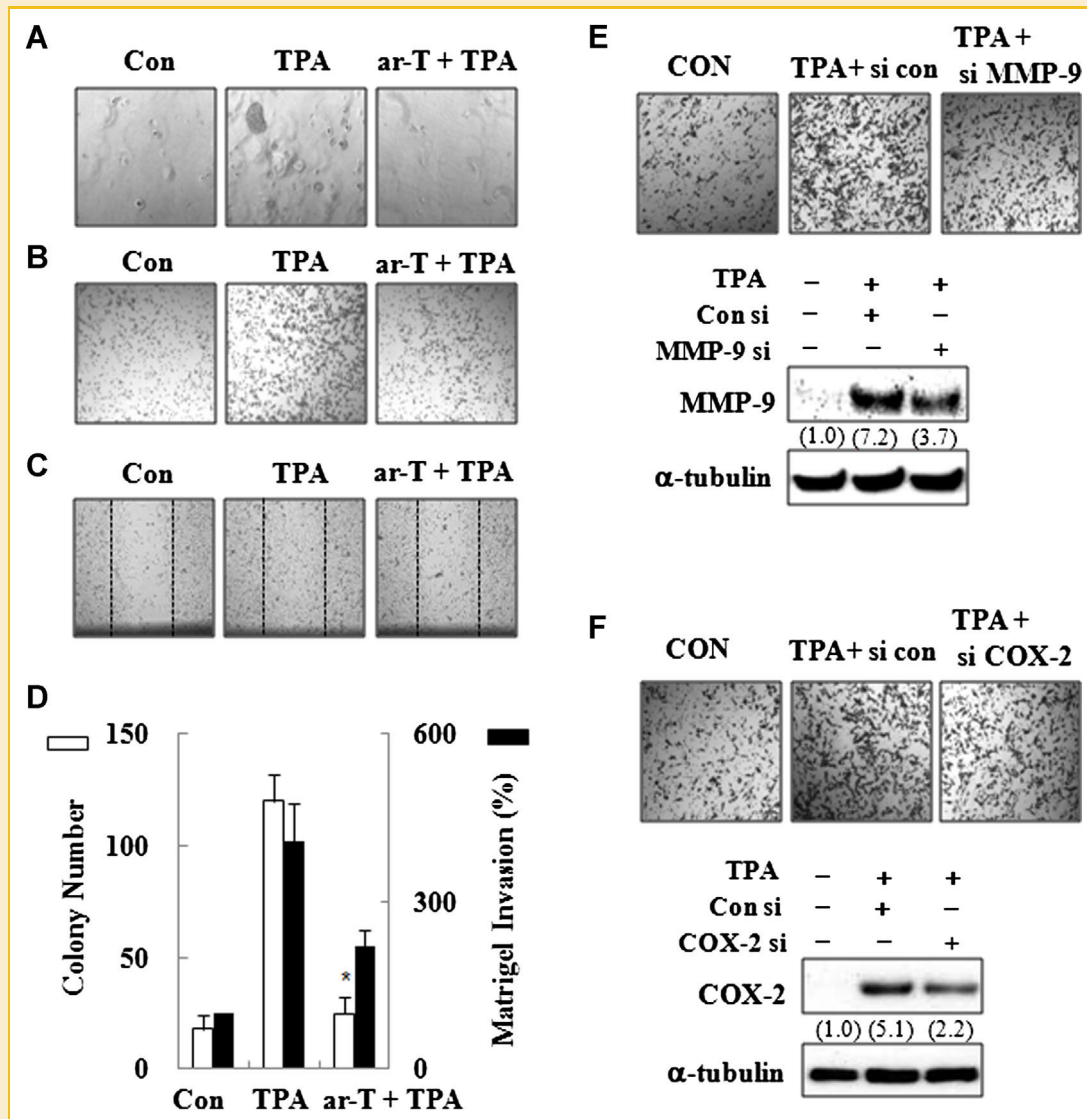 A
Con TPA ar-T + TPA
B
Con TPA ar-T + TPA
C
Con TPA ar-T + TPA
D
Colony Number
150
100
50
0
600
300
0
Matrigel Invasion (%)
*
Con TPA ar-T + TPA
E
CON TPA+ si con TPA + si MMP-9
TPA − + +
Con si − + −
MMP-9 si − − +
MMP-9
(1.0) (7.2) (3.7)
α-tubulin
F
CON TPA+ si con TPA + si COX-2
TPA − + +
Con si − + −
COX-2 si − − +
COX-2
(1.0) (5.1) (2.2)
α-tubulin